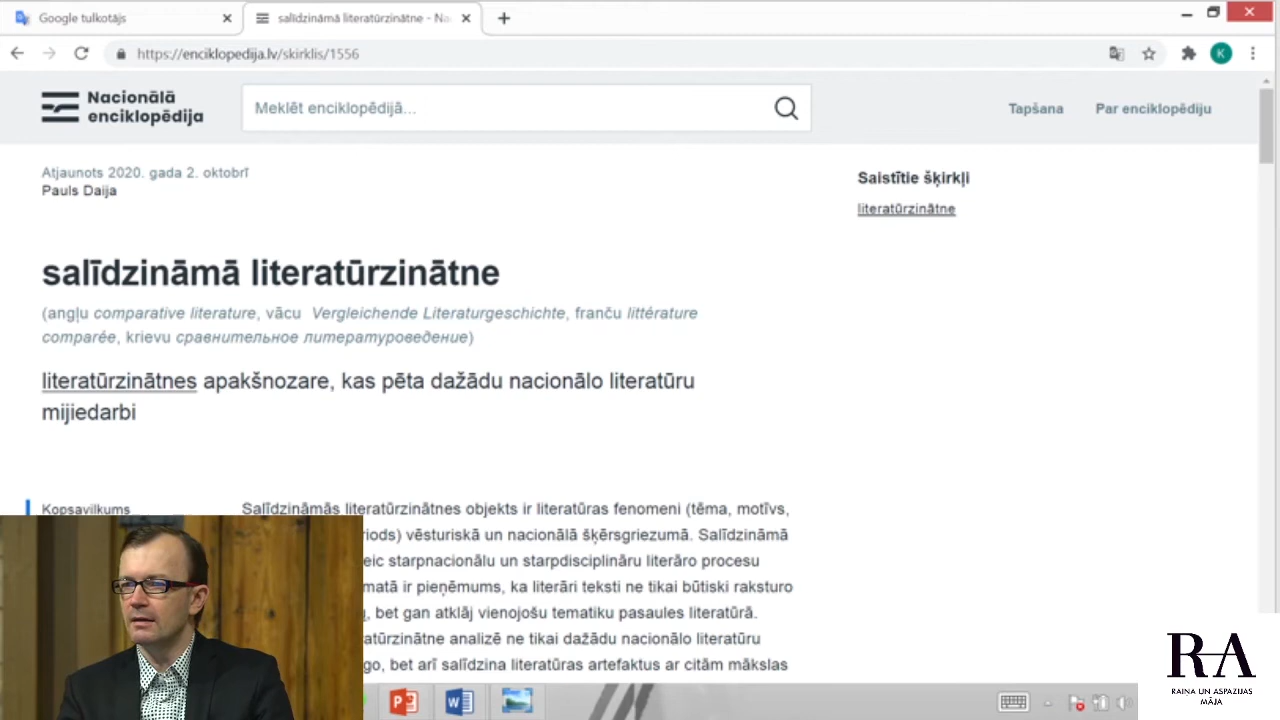 Google tulkotājs
salīdzināmā literatūrzinātne - Na
https://enciklopedija.lv/skirklis/1556
K
Nacionālā
enciklopēdija
Meklēt enciklopēdijā...
Tapšana
Par enciklopēdiju
Atjaunots 2020. gada 2. oktobrī
Pauls Daija
Saistītie šķirkļi
literatūrzinātne
salīdzināmā literatūrzinātne
(angļu comparative literature, vācu Vergleichende Literaturgeschichte, franču littérature
comparée, krievu сравнительное литературоведение)
literatūrzinātnes apakšnozare, kas pēta dažādu nacionālo literatūru
mijiedarbi
Kopsavilkums
Salīdzināmās literatūrzinātnes objekts ir literatūras fenomeni (tēma, motīvs,
riods) vēsturiskā un nacionālā šķērsgriezumā. Salīdzināmā
eic starpnacionālu un starpdisciplināru literāro procesu
matā ir pieņēmums, ka literāri teksti ne tikai būtiski raksturo
, bet gan atklāj vienojošu tematiku pasaules literatūrā.
atūrzinātne analizē ne tikai dažādu nacionālo literatūru
go, bet arī salīdzina literatūras artefaktus ar citām mākslas
RA
RAIŅA UN ASPAZIJAS
MĀJA